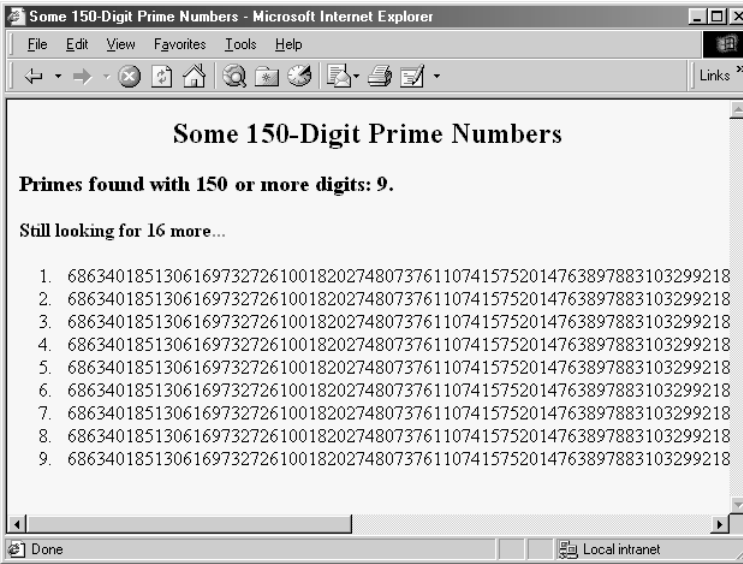 Some 150-Digit Prime Numbers - Microsoft Internet Explorer
File Edit View Favorites Tools Help
Links »
Some 150-Digit Prime Numbers
Primes found with 150 or more digits: 9.
Still looking for 16 more...
1. 686340185130616973272610018202748073761107415752014763897883103299218
2. 686340185130616973272610018202748073761107415752014763897883103299218
3. 686340185130616973272610018202748073761107415752014763897883103299218
4. 686340185130616973272610018202748073761107415752014763897883103299218
5. 686340185130616973272610018202748073761107415752014763897883103299218
6. 686340185130616973272610018202748073761107415752014763897883103299218
7. 686340185130616973272610018202748073761107415752014763897883103299218
8. 686340185130616973272610018202748073761107415752014763897883103299218
9. 686340185130616973272610018202748073761107415752014763897883103299218
Done Local intranet